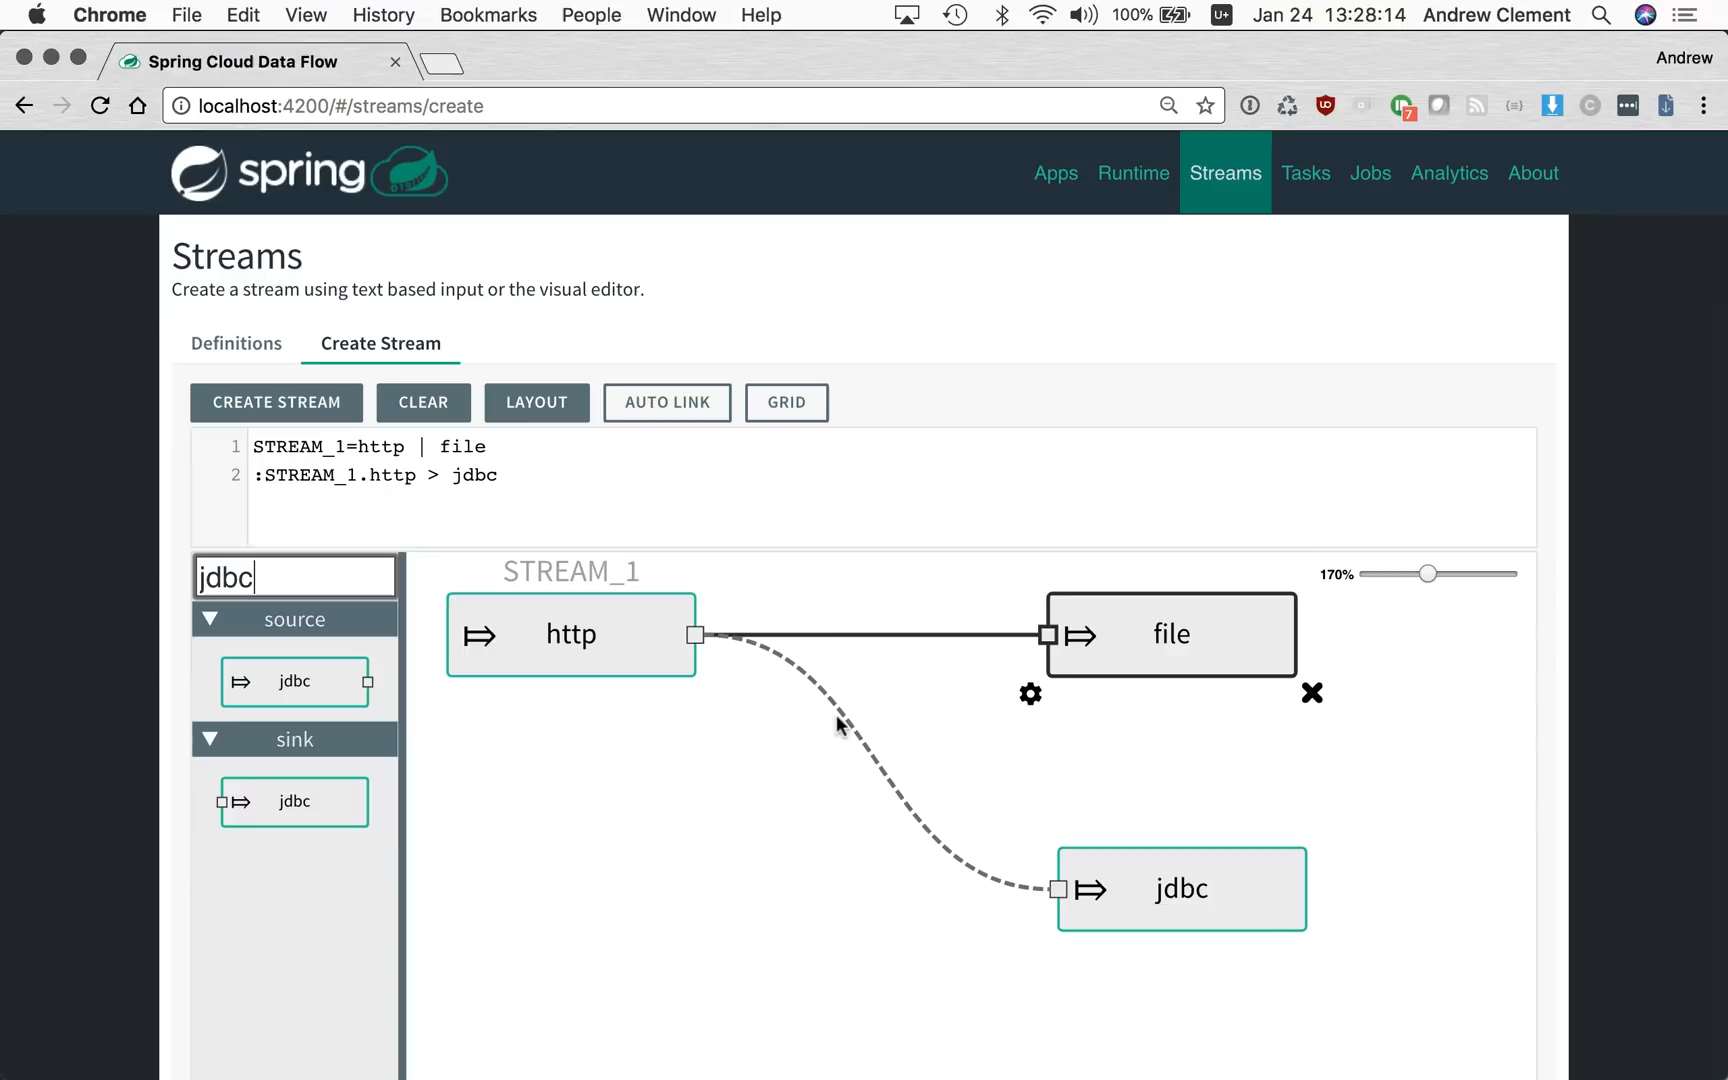 Chrome File Edit View History Bookmarks People Window Help 100% U+ Jan 24 13:28:14 Andrew Clement
Spring Cloud Data Flow
Andrew
localhost:4200/#/streams/create
7
spring
Apps Runtime Streams Tasks Jobs Analytics About
Streams
Create a stream using text based input or the visual editor.
Definitions Create Stream
CREATE STREAM CLEAR LAYOUT AUTO LINK GRID
1 STREAM_1=http | file
2 :STREAM_1.http > jdbc
jdbc
STREAM_1
170%
source
http
file
jdbc
sink
jdbc
jdbc